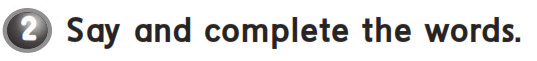 2 Say and complete the words.